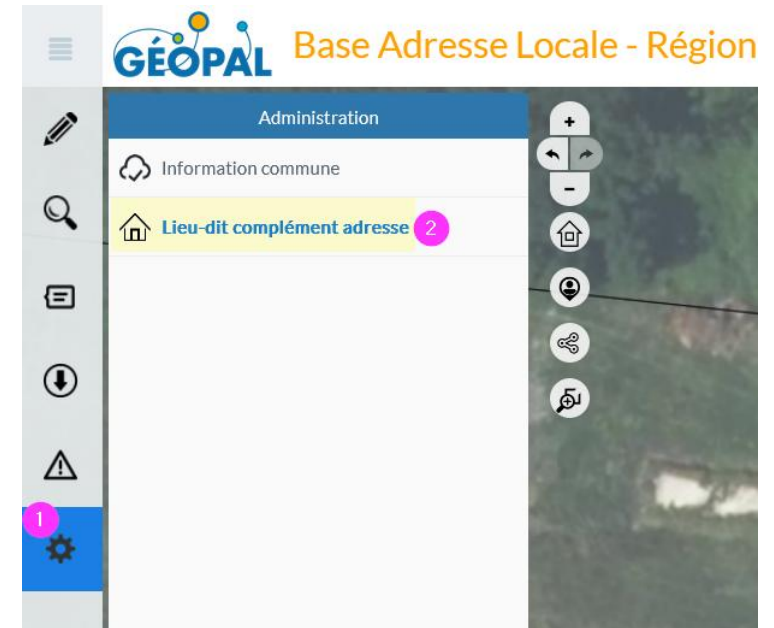 GÉOPAL
Base Adresse Locale - Région
Administration
Information commune
Lieu-dit complément adresse 2
1